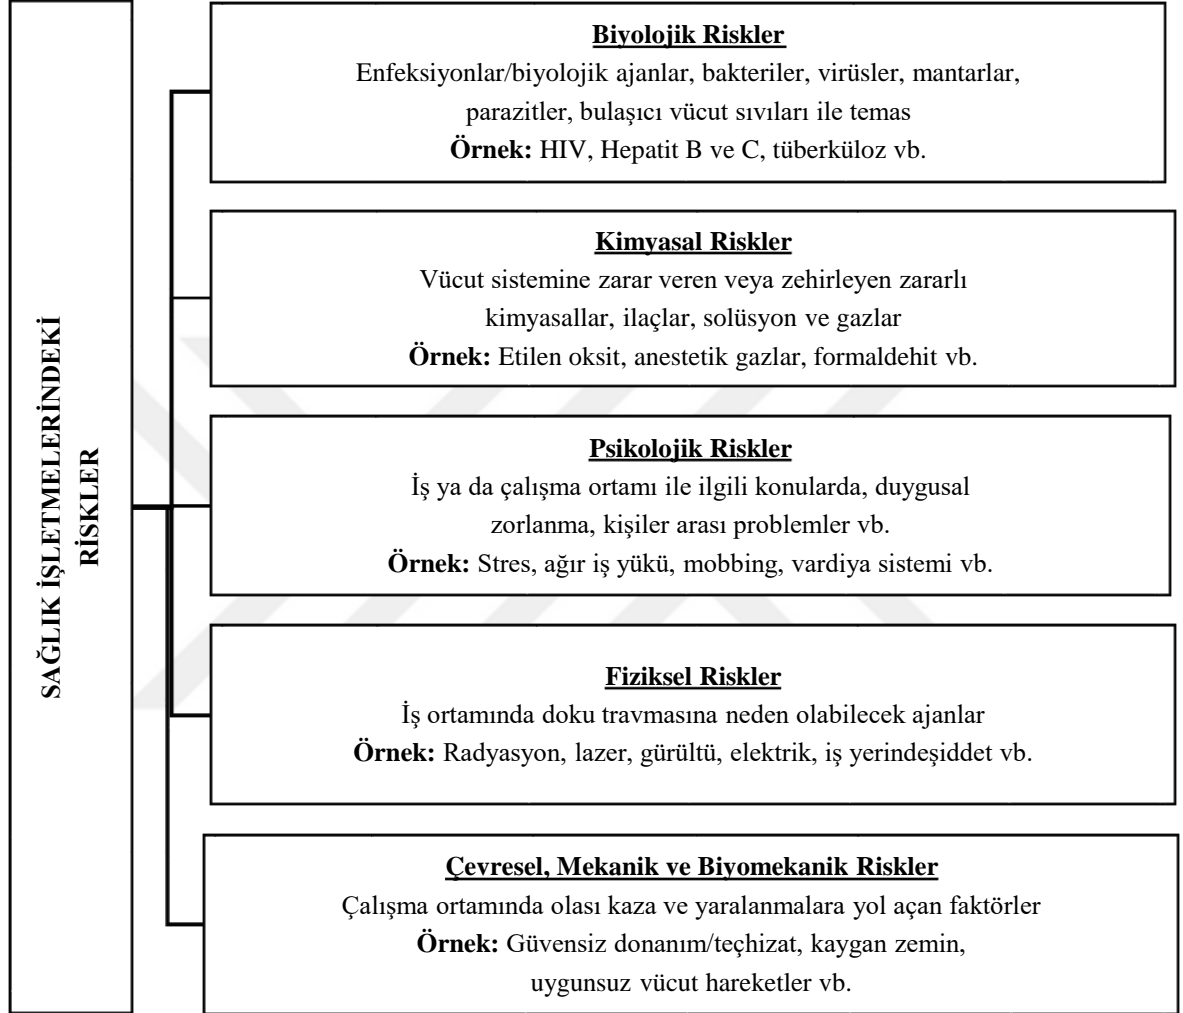 SAĞLIK İŞLETMELERİNDEKİ
RİSKLER
Biyolojik Riskler
Enfeksiyonlar/biyolojik ajanlar, bakteriler, virüsler, mantarlar,
parazitler, bulaşıcı vücut sıvıları ile temas
Örnek: HIV, Hepatit B ve C, tüberküloz vb.
Kimyasal Riskler
Vücut sistemine zarar veren veya zehirleyen zararlı
kimyasallar, ilaçlar, solüsyon ve gazlar
Örnek: Etilen oksit, anestetik gazlar, formaldehit vb.
Psikolojik Riskler
İş ya da çalışma ortamı ile ilgili konularda, duygusal
zorlanma, kişiler arası problemler vb.
Örnek: Stres, ağır iş yükü, mobbing, vardiya sistemi vb.
Fiziksel Riskler
İş ortamında doku travmasına neden olabilecek ajanlar
Örnek: Radyasyon, lazer, gürültü, elektrik, iş yerindeşiddet vb.
Çevresel, Mekanik ve Biyomekanik Riskler
Çalışma ortamında olası kaza ve yaralanmalara yol açan faktörler
Örnek: Güvensiz donanım/teçhizat, kaygan zemin,
uygunsuz vücut hareketler vb.